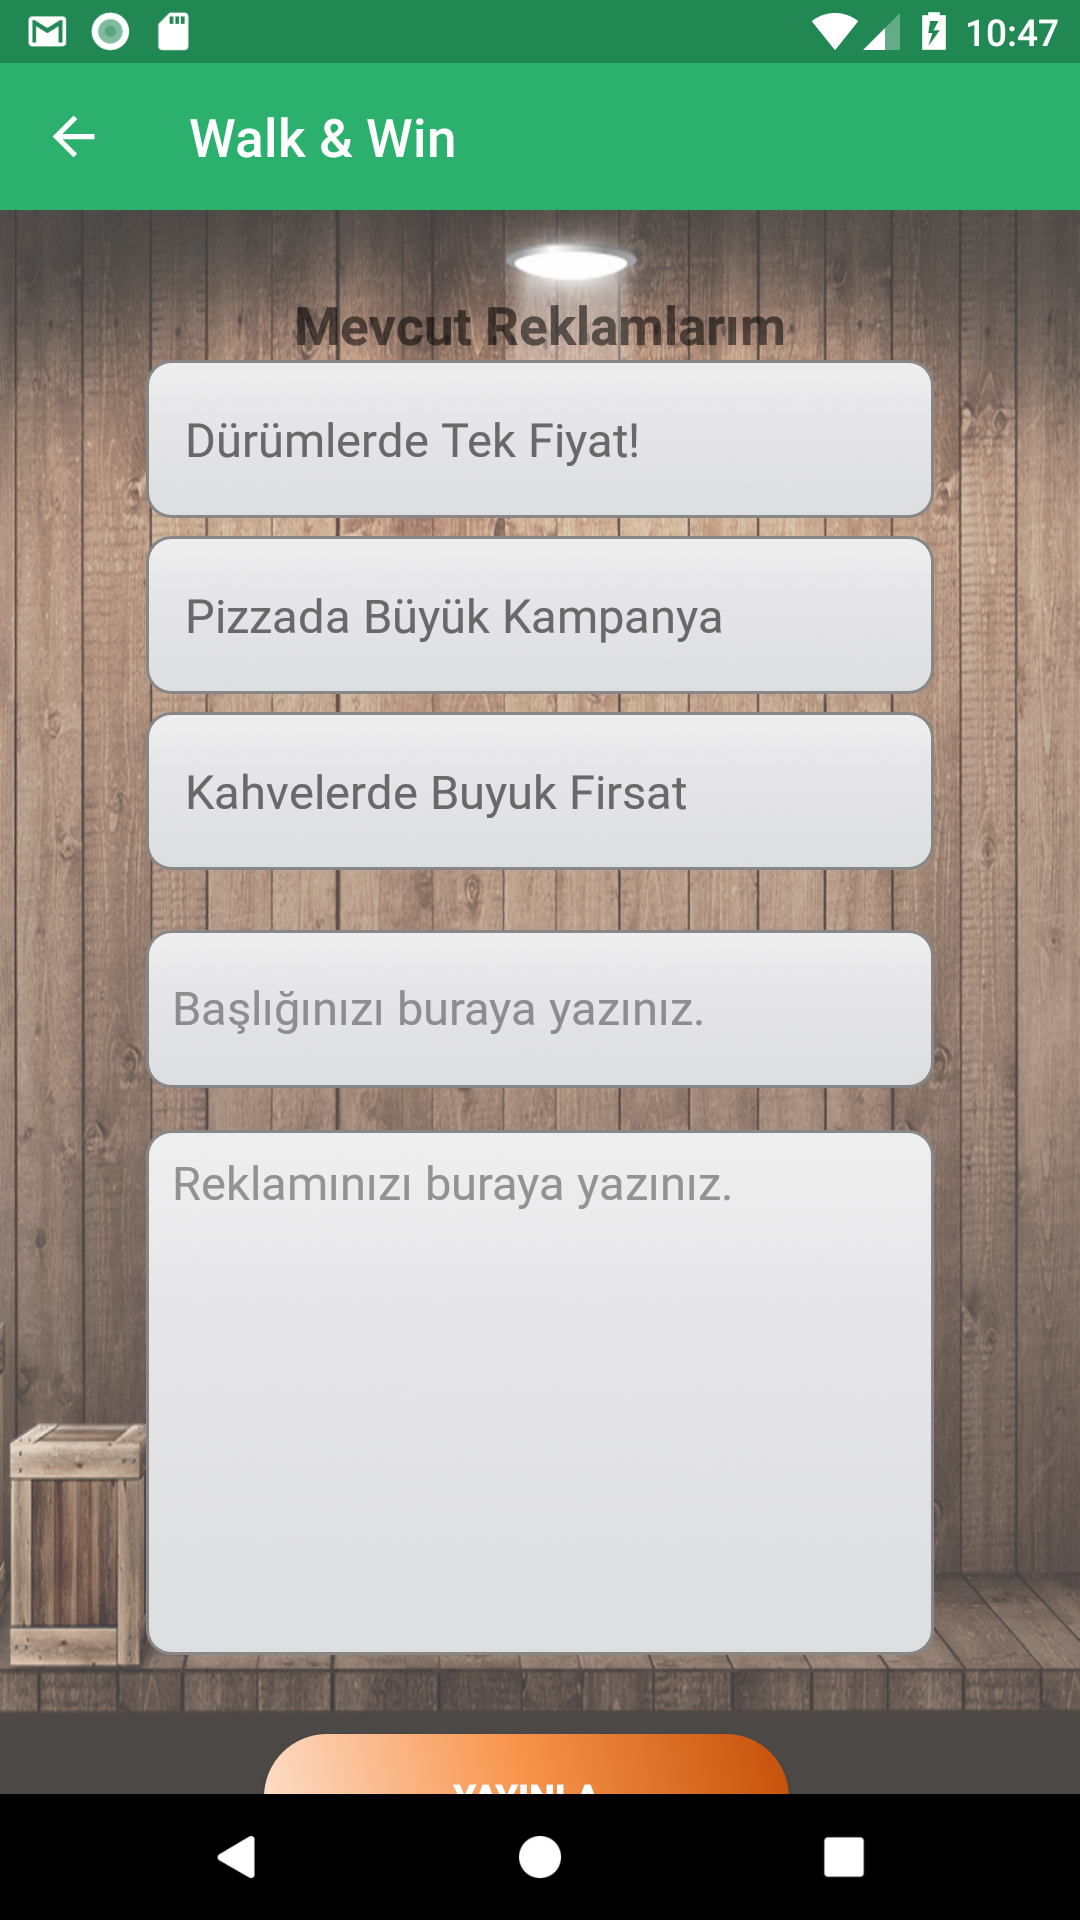 10:47
Walk & Win
Mevcut Reklamlarım
Dürümlerde Tek Fiyat!
Pizzada Büyük Kampanya
Kahvelerde Buyuk Firsat
Başlığınızı buraya yazınız.
Reklamınızı buraya yazınız.
YAYINLA